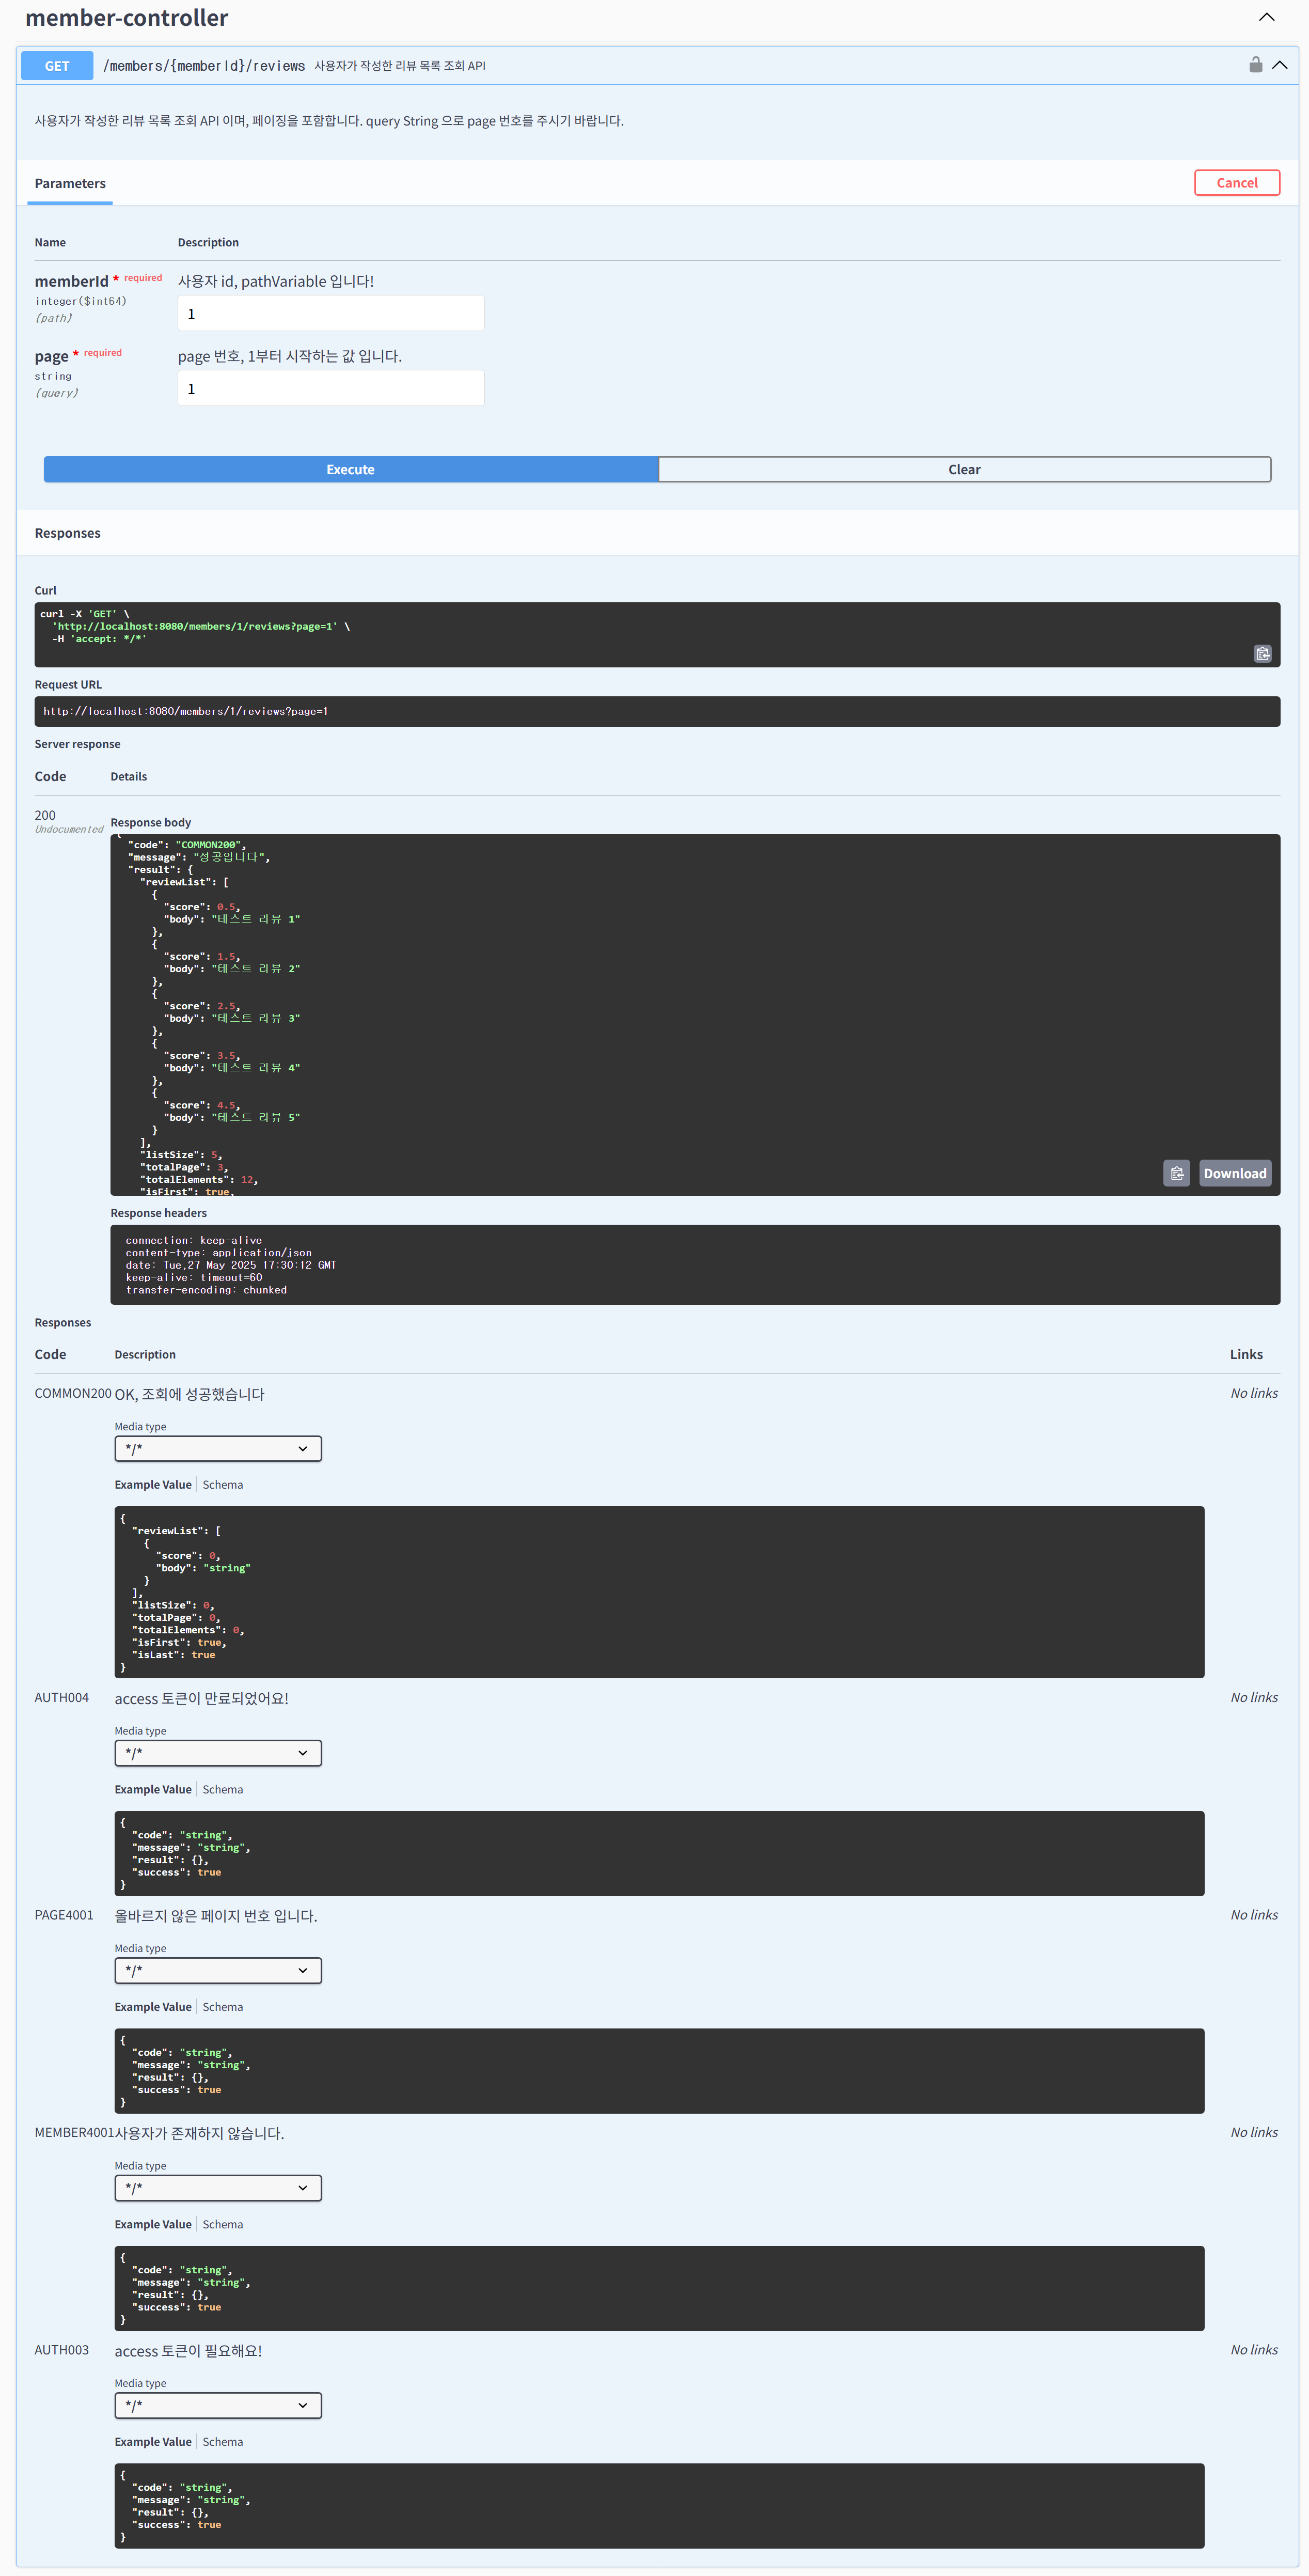 member-controller
GET /members/{memberId}/reviews 사용자가 작성한 리뷰 목록 조회 API
사용자가 작성한 리뷰 목록 조회 API 이며, 페이징을 포함합니다. query String 으로 page 번호를 주시기 바랍니다.
Parameters Cancel
Name Description
memberId * required 사용자 id, pathVariable 입니다!
integer($int64)
(path)
1
page * required page 번호, 1부터 시작하는 값 입니다.
string
(query)
1
Execute Clear
Responses
Curl
curl -X 'GET' \
'http://localhost:8080/members/1/reviews?page=1' \
-H 'accept: */*'
Request URL
http://localhost:8080/members/1/reviews?page=1
Server response
Code Details
200
Undocumented
Response body
{
"code": "COMMON200",
"message": "성공입니다",
"result": {
"reviewList": [
{
"score": 0.5,
"body": "테스트 리뷰 1"
},
{
"score": 1.5,
"body": "테스트 리뷰 2"
},
{
"score": 2.5,
"body": "테스트 리뷰 3"
},
{
"score": 3.5,
"body": "테스트 리뷰 4"
},
{
"score": 4.5,
"body": "테스트 리뷰 5"
}
],
"listSize": 5,
"totalPage": 3,
"totalElements": 12,
"isFirst": true,
Download
Response headers
connection: keep-alive
content-type: application/json
date: Tue,27 May 2025 17:30:12 GMT
keep-alive: timeout=60
transfer-encoding: chunked
Responses
Code Description Links
COMMON200 OK, 조회에 성공했습니다 No links
Media type
*/*
Example Value Schema
{
"reviewList": [
{
"score": 0,
"body": "string"
}
],
"listSize": 0,
"totalPage": 0,
"totalElements": 0,
"isFirst": true,
"isLast": true
}
AUTH004 access 토큰이 만료되었어요! No links
Media type
*/*
Example Value Schema
{
"code": "string",
"message": "string",
"result": {},
"success": true
}
PAGE4001 올바르지 않은 페이지 번호 입니다. No links
Media type
*/*
Example Value Schema
{
"code": "string",
"message": "string",
"result": {},
"success": true
}
MEMBER4001 사용자가 존재하지 않습니다. No links
Media type
*/*
Example Value Schema
{
"code": "string",
"message": "string",
"result": {},
"success": true
}
AUTH003 access 토큰이 필요해요! No links
Media type
*/*
Example Value Schema
{
"code": "string",
"message": "string",
"result": {},
"success": true
}